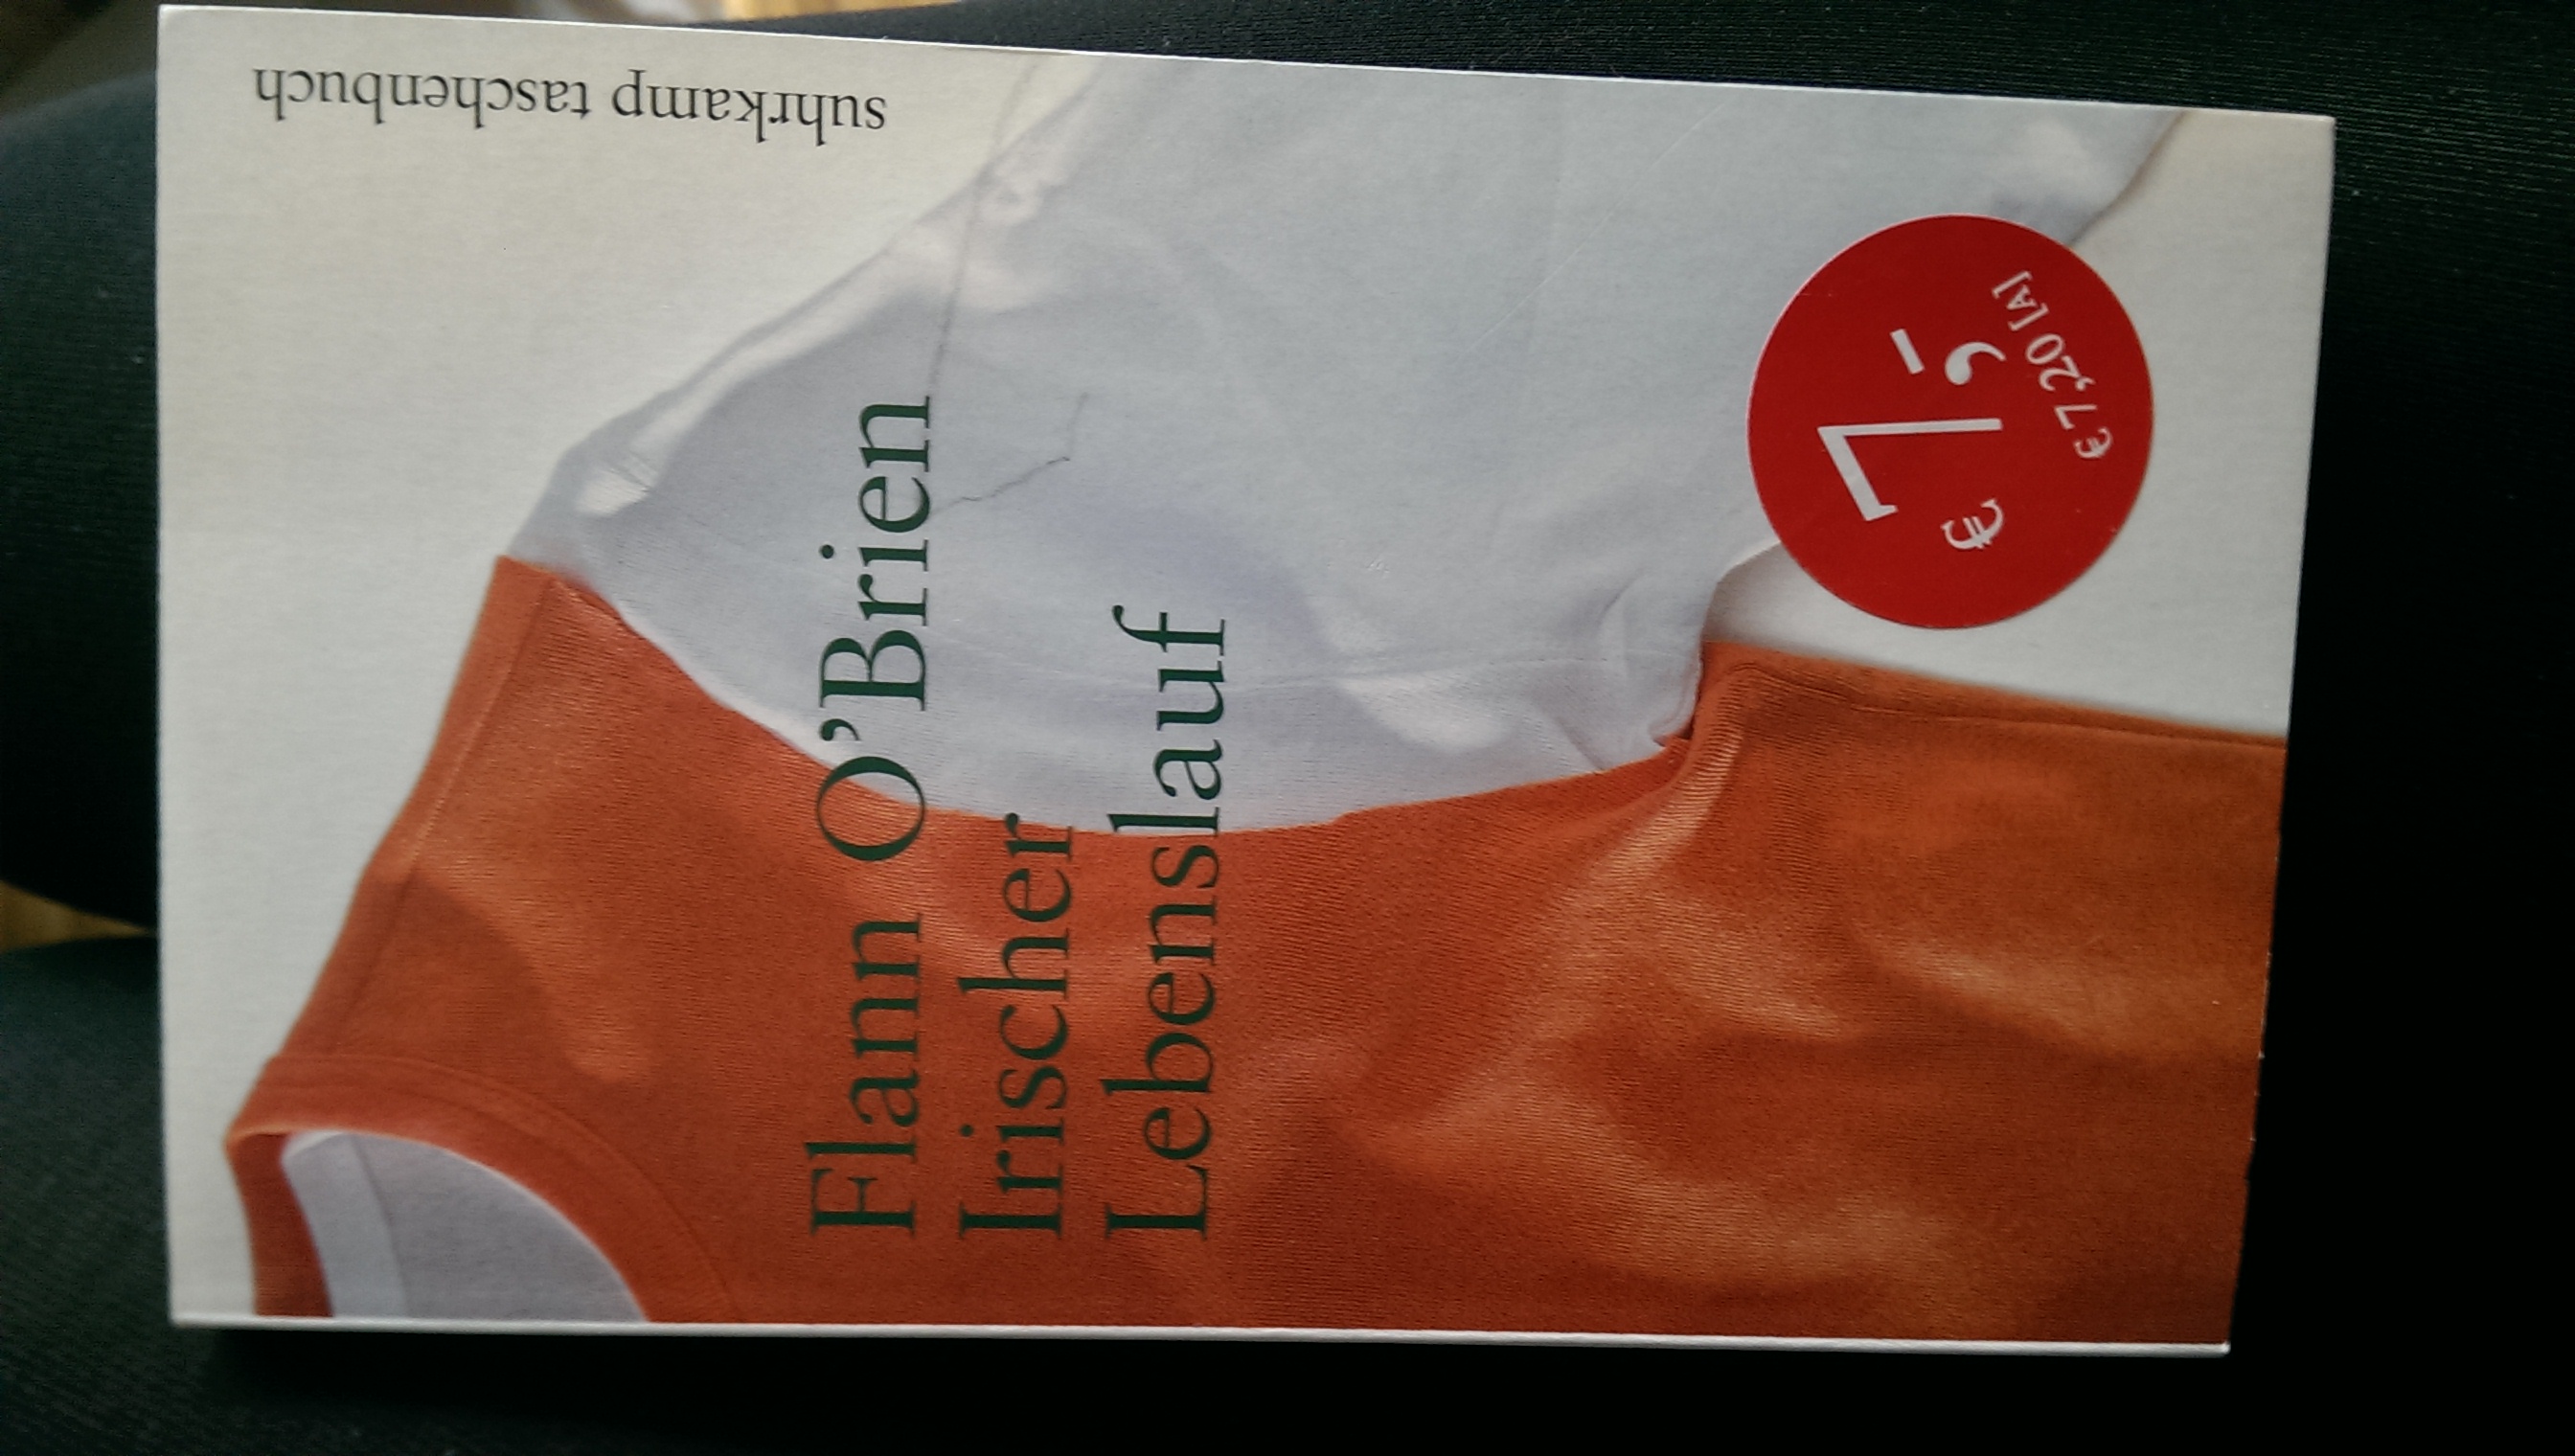 Flann O'Brien
Irischer
Lebenslauf
suhrkamp taschenbuch
€ 7,-
€ 7,20 [A]